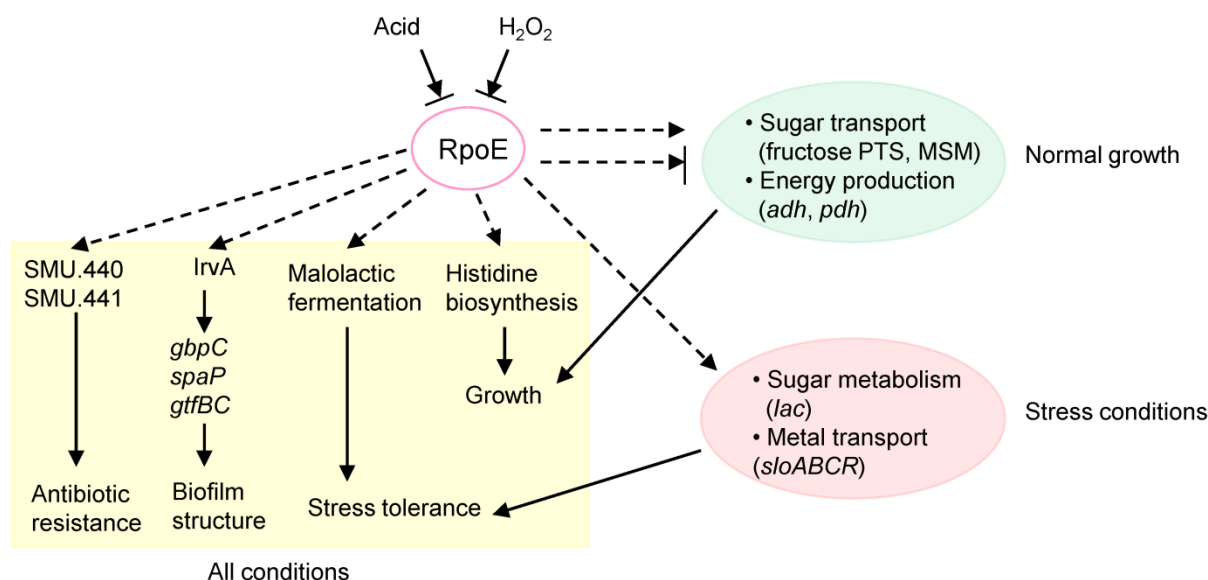 Acid
H₂O₂
RpoE
• Sugar transport
(fructose PTS, MSM)
• Energy production
(adh, pdh)
Normal growth
SMU.440
SMU.441
IrvA
Malolactic
fermentation
Histidine
biosynthesis
gbpC
spaP
gtfBC
Growth
• Sugar metabolism
(lac)
• Metal transport
(sloABCR)
Stress conditions
Antibiotic
resistance
Biofilm
structure
Stress tolerance
All conditions